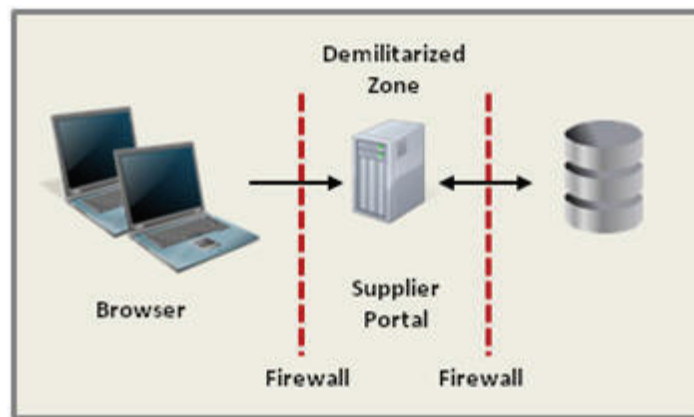 Demilitarized
Zone
Browser
Supplier
Portal
Firewall
Firewall